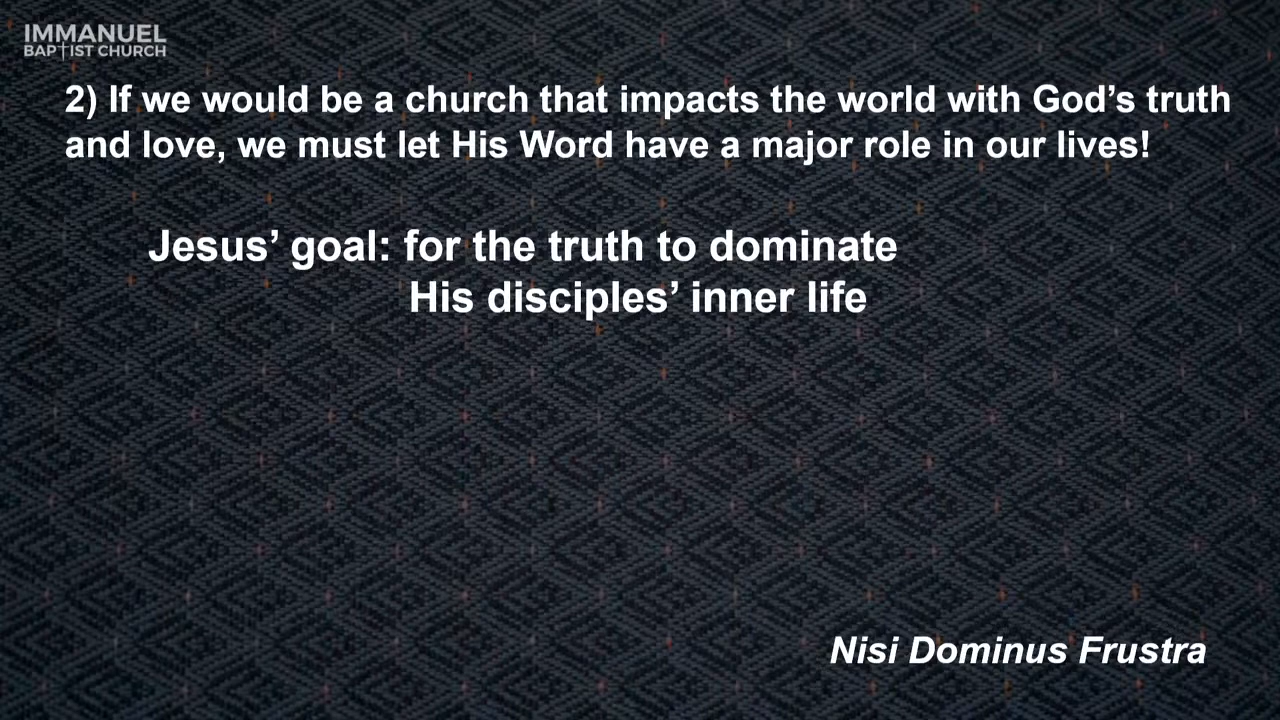 IMMANUEL
BAPTIST CHURCH
2) If we would be a church that impacts the world with God’s truth
and love, we must let His Word have a major role in our lives!
Jesus’ goal: for the truth to dominate
His disciples’ inner life
Nisi Dominus Frustra